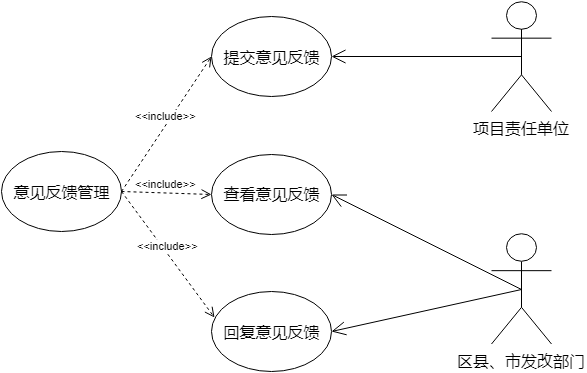 提交意见反馈
项目责任单位
<<include>>
意见反馈管理
<<include>>
查看意见反馈
<<include>>
回复意见反馈
区县、市发改部门